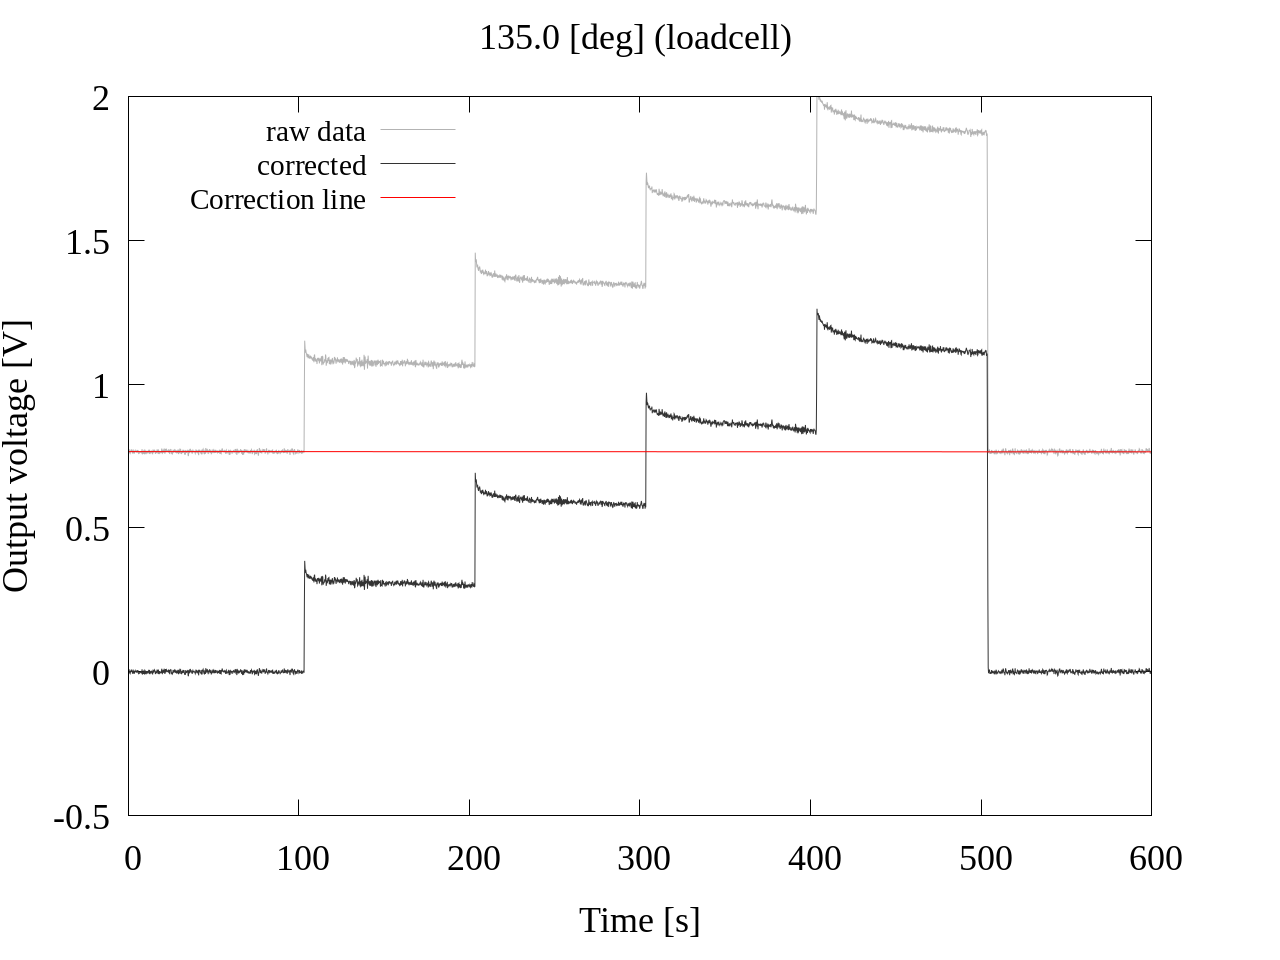 135.0 [deg] (loadcell)
raw data
corrected
Correction line
Output voltage [V]
2
1.5
1
0.5
0
-0.5
0 100 200 300 400 500 600
Time [s]